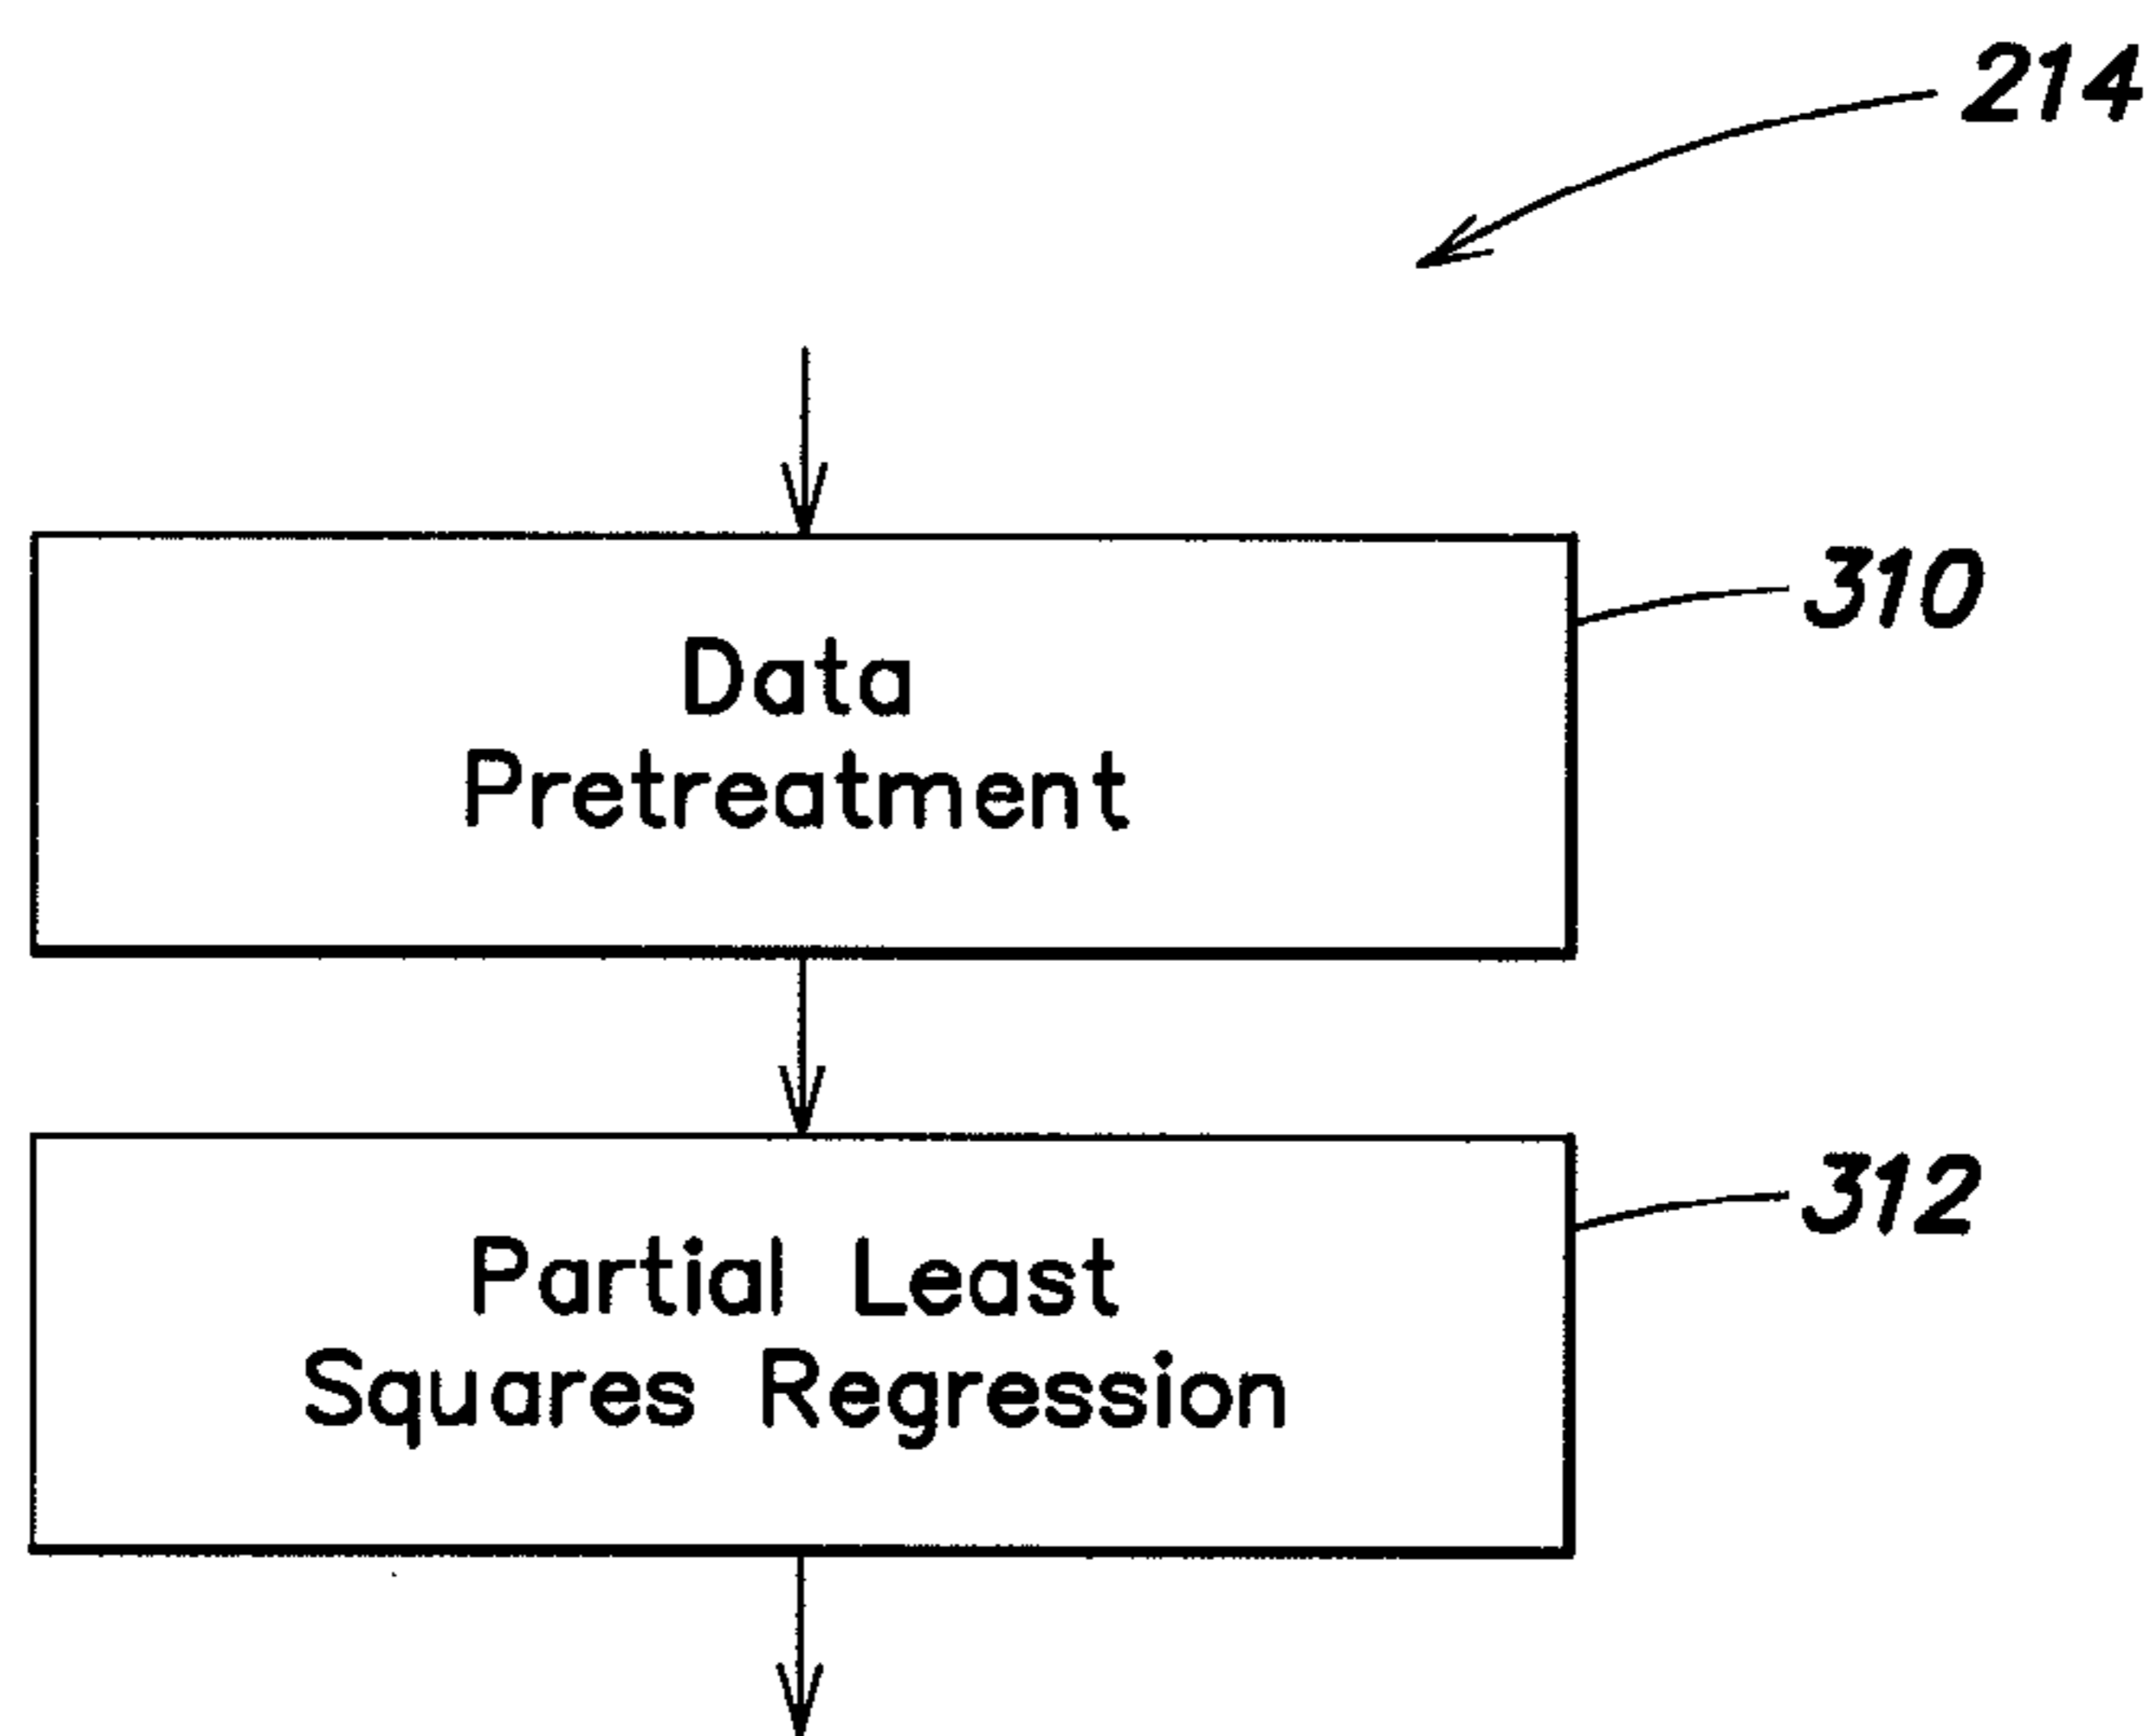 214
310
Data
Pretreatment
312
Partial Least
Squares Regression